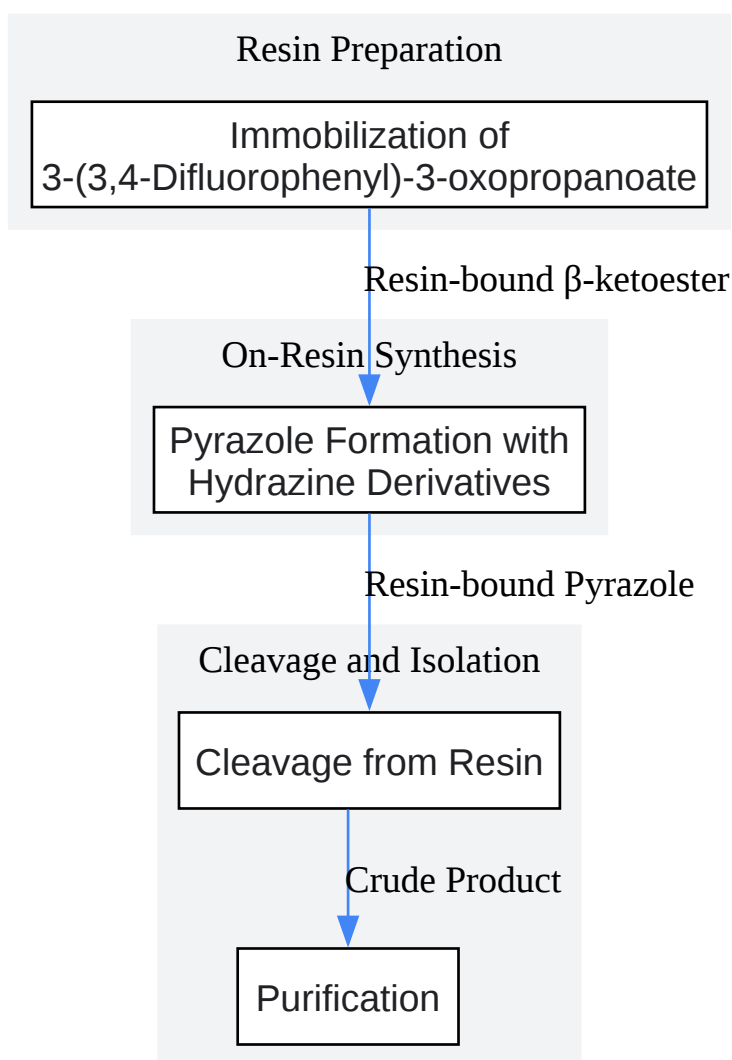 Resin Preparation
Immobilization of
3-(3,4-Difluorophenyl)-3-oxopropanoate
Resin-bound β-ketoester
On-Resin Synthesis
Pyrazole Formation with
Hydrazine Derivatives
Resin-bound Pyrazole
Cleavage and Isolation
Cleavage from Resin
Crude Product
Purification